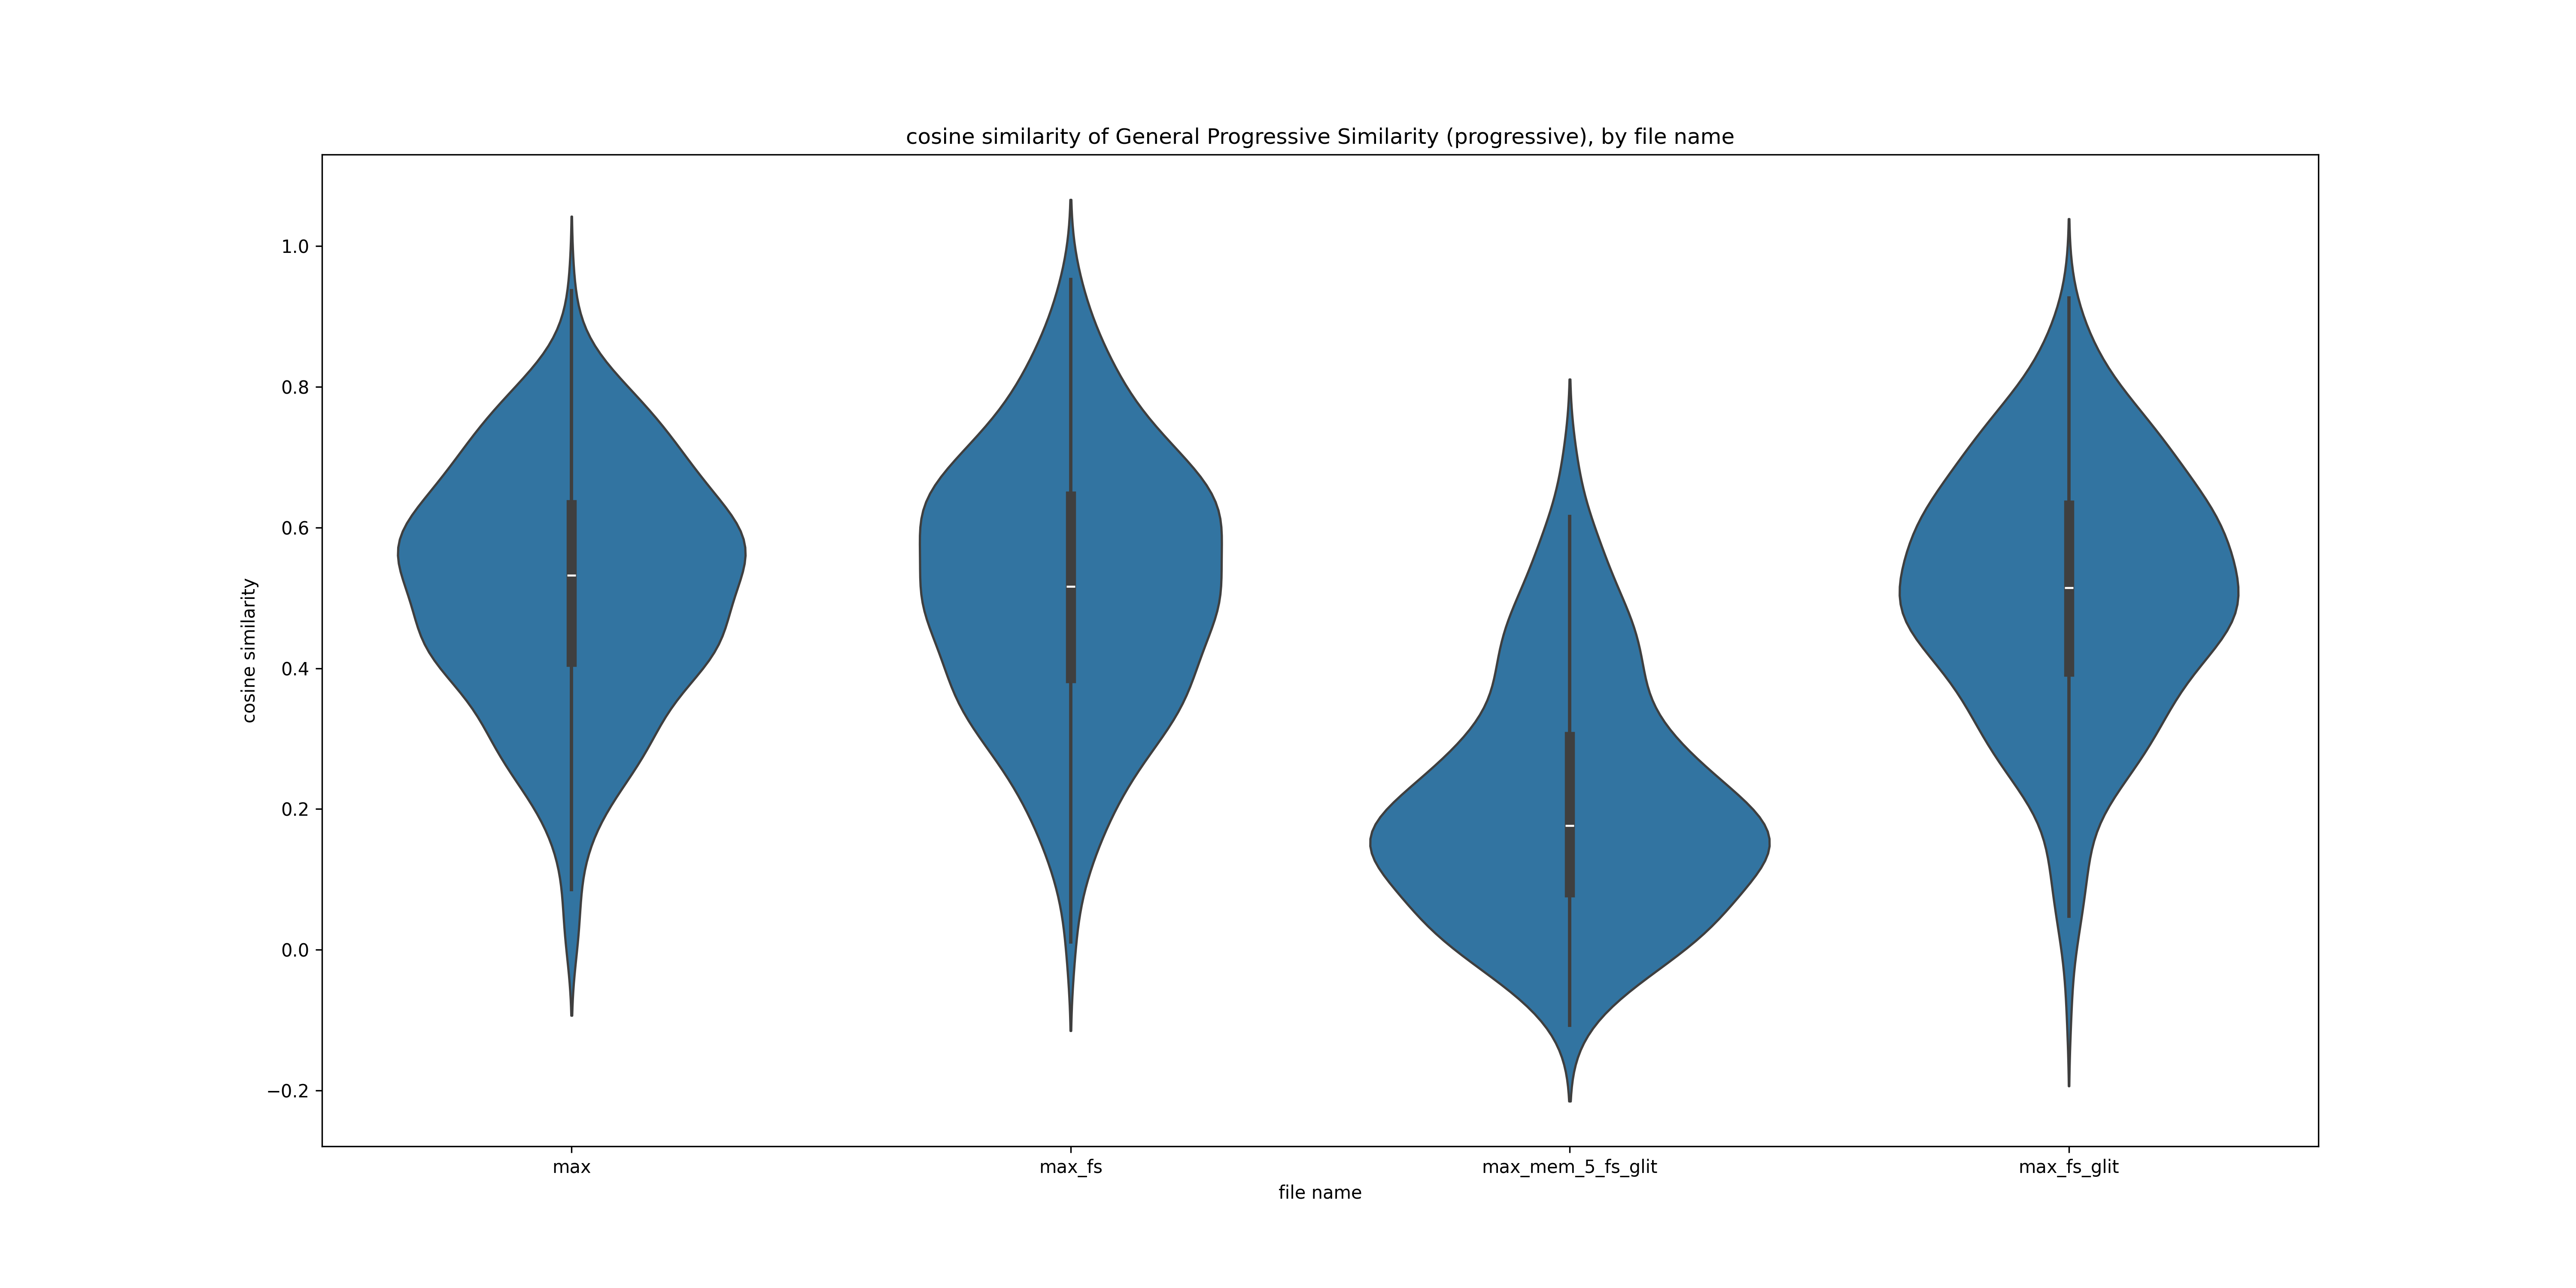 cosine similarity of General Progressive Similarity (progressive), by file name
cosine similarity
1.0
0.8
0.6
0.4
0.2
0.0
−0.2
max
max_fs
max_mem_5_fs_glit
max_fs_glit
file name